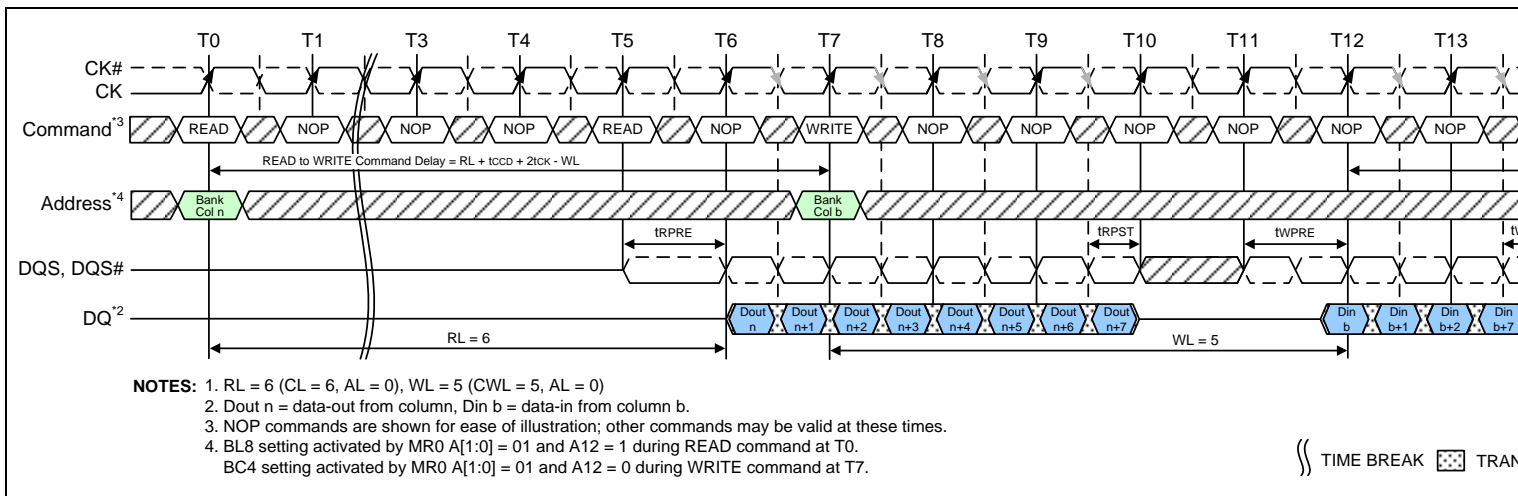 T0 T1 T3 T4 T5 T6 T7 T8 T9 T10 T11 T12 T13
CK#
CK
Command*3 READ NOP NOP NOP READ NOP WRITE NOP NOP NOP NOP NOP NOP
READ to WRITE Command Delay = RL + tCCD + 2tCK - WL
Address*4 Bank Col n Bank Col b
tRPRE tRPST tWPRE
DQS, DQS#
DQ*2 Dout n Dout n+1 Dout n+2 Dout n+3 Dout n+4 Dout n+5 Dout n+6 Dout n+7 Din b Din b+1 Din b+2 Din b+7
RL = 6 WL = 5
NOTES: 1. RL = 6 (CL = 6, AL = 0), WL = 5 (CWL = 5, AL = 0)
2. Dout n = data-out from column, Din b = data-in from column b.
3. NOP commands are shown for ease of illustration; other commands may be valid at these times.
4. BL8 setting activated by MR0 A[1:0] = 01 and A12 = 1 during READ command at T0.
BC4 setting activated by MR0 A[1:0] = 01 and A12 = 0 during WRITE command at T7.
TIME BREAK TRAN